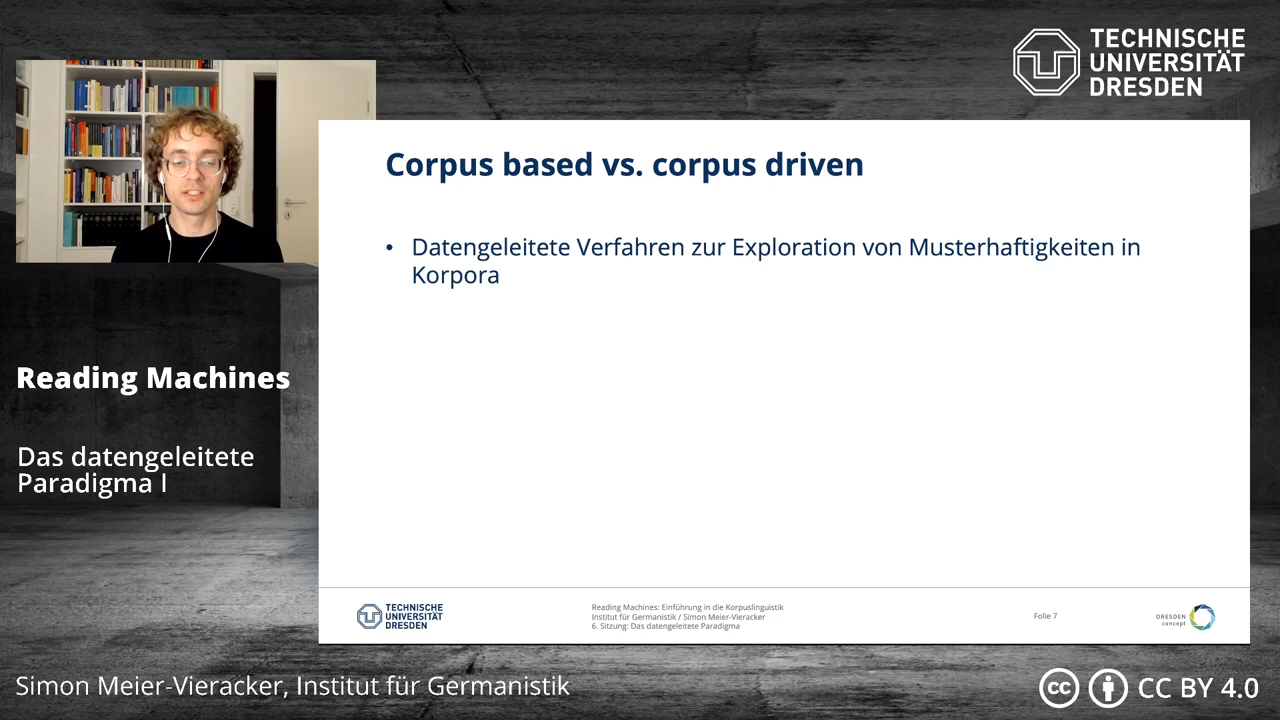 TECHNISCHE
UNIVERSITÄT
DRESDEN
Corpus based vs. corpus driven
• Datengeleitete Verfahren zur Exploration von Musterhaftigkeiten in
Korpora
Reading Machines
Das datengeleitete
Paradigma I
TECHNISCHE
UNIVERSITÄT
DRESDEN
Reading Machines: Einführung in die Korpuslinguistik
Institut für Germanistik / Simon Meier-Vieracker
6. Sitzung: Das datengeleitete Paradigma
Folie 7
DRESDEN
concept
Simon Meier-Vieracker, Institut für Germanistik
cc
CC BY 4.0